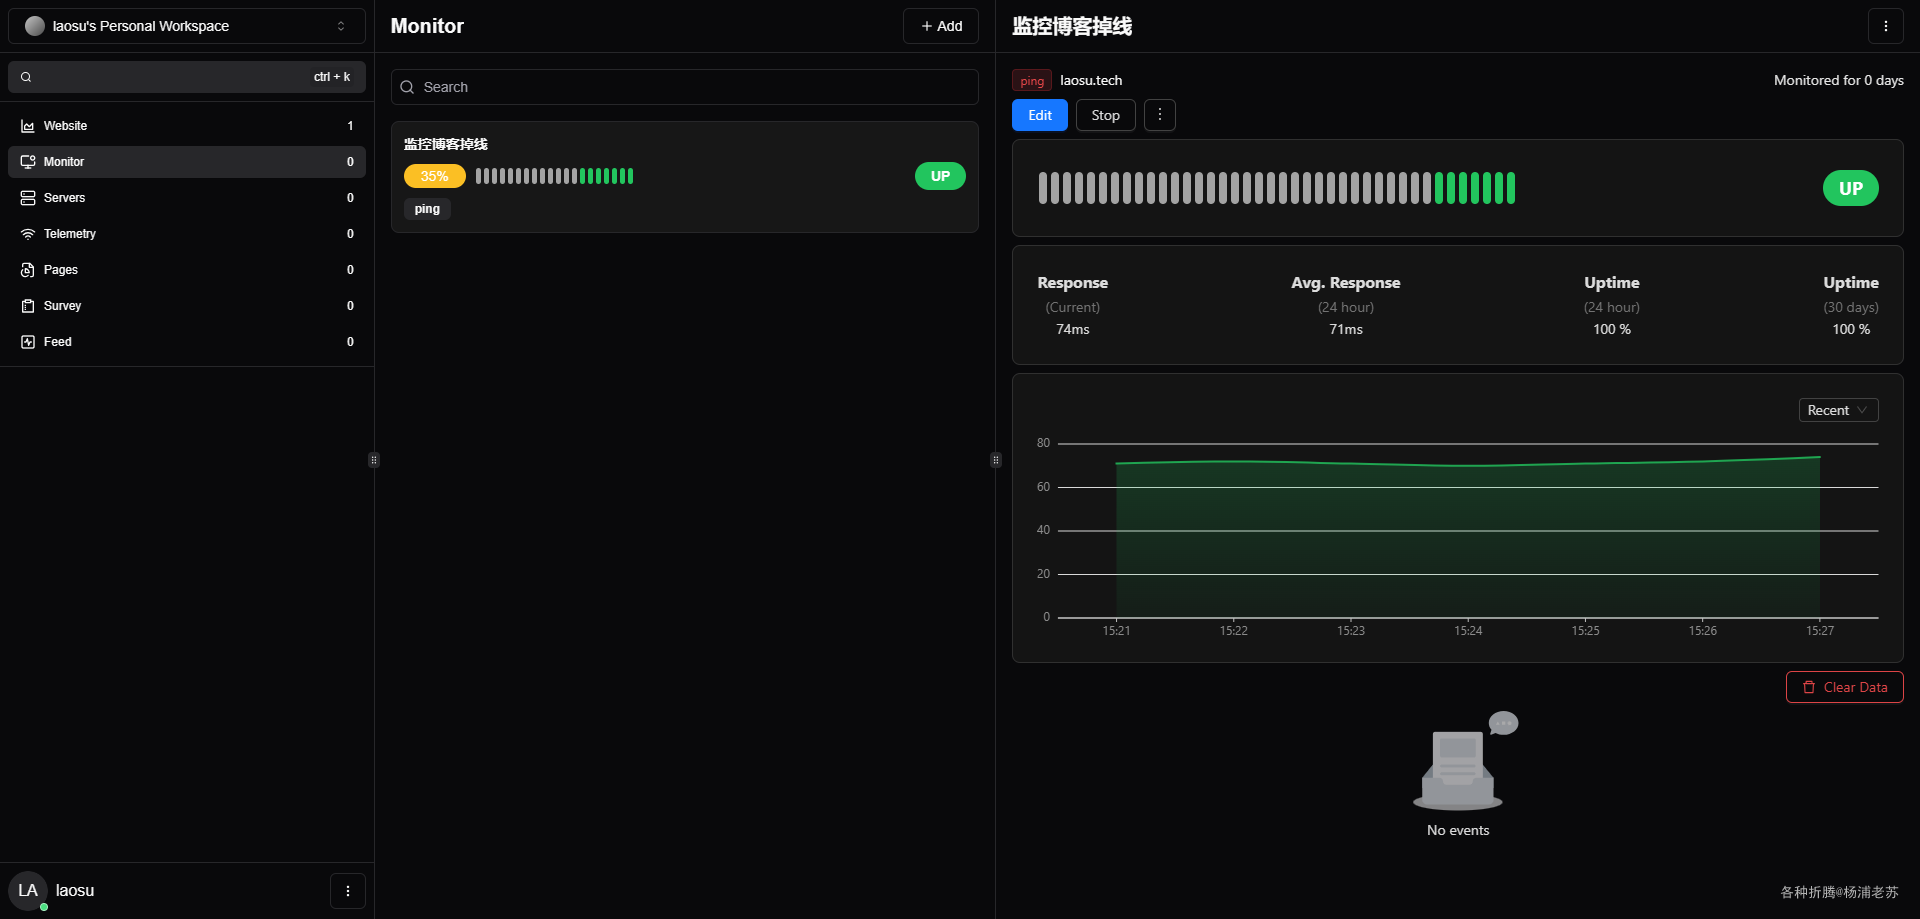 laosu's Personal Workspace
ctrl + k
Website 1
Monitor 0
Servers 0
Telemetry 0
Pages 0
Survey 0
Feed 0
LA laosu
Monitor
+ Add
Search
监控博客掉线
35% UP
ping
监控博客掉线
ping laosu.tech Monitored for 0 days
Edit Stop
UP
Response Avg. Response Uptime Uptime
(Current) (24 hour) (24 hour) (30 days)
74ms 71ms 100 % 100 %
Recent
80
60
40
20
0
15:21 15:22 15:23 15:24 15:25 15:26 15:27
Clear Data
No events
各种折腾@杨浦老苏